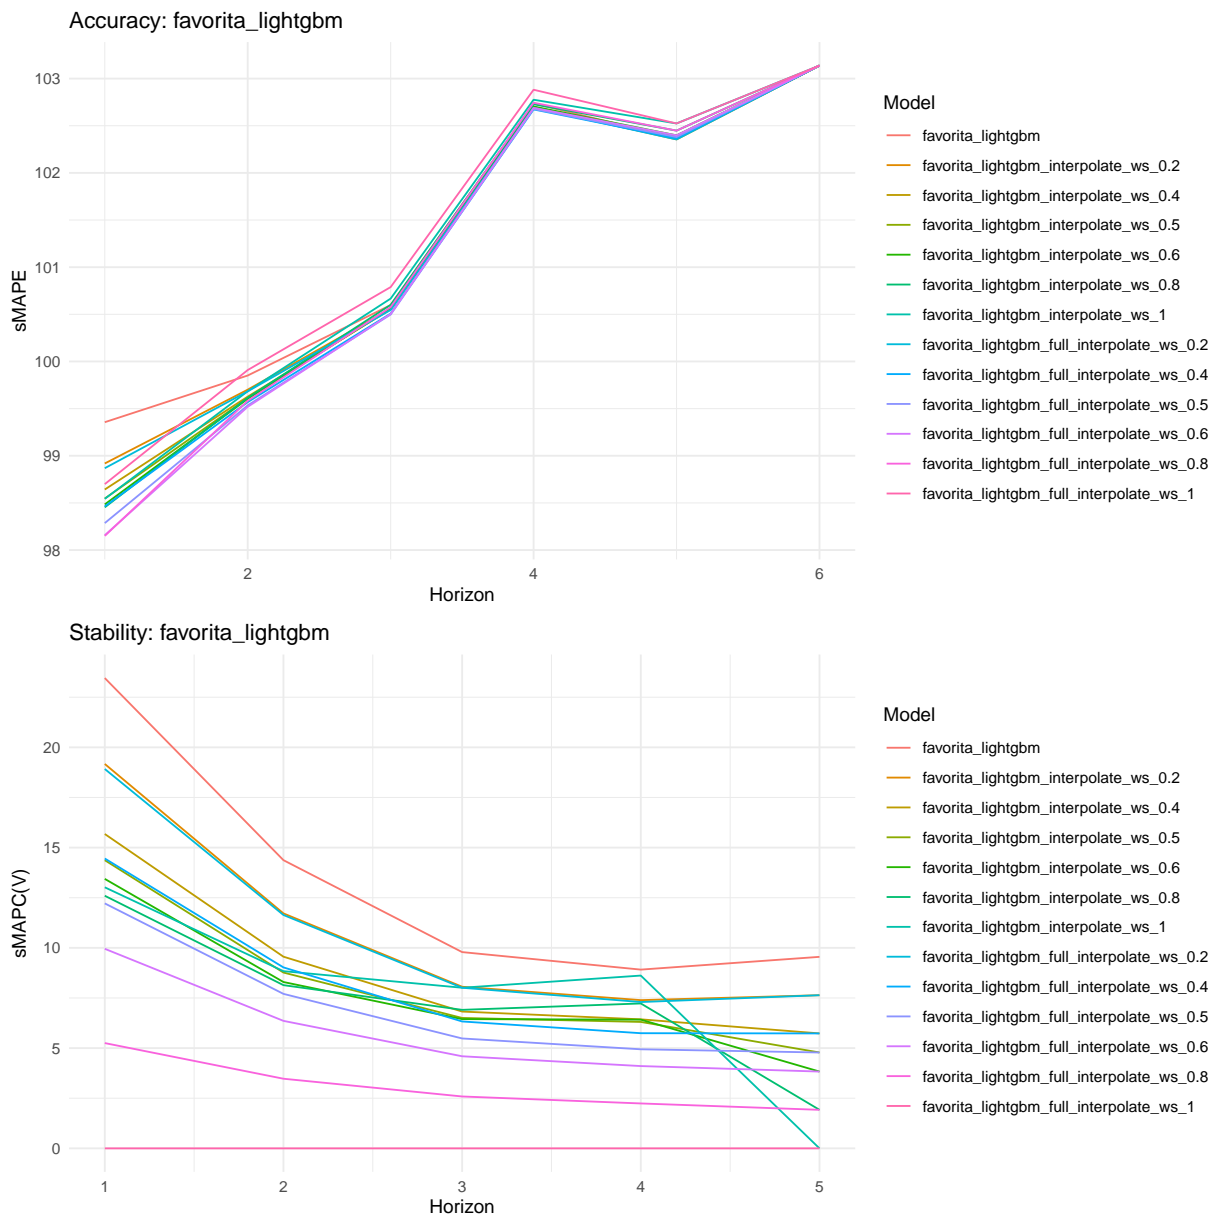 Accuracy: favorita_lightgbm
103
102
101
100
99
98
sMAPE
2
4
6
Horizon
Model
favorita_lightgbm
favorita_lightgbm_interpolate_ws_0.2
favorita_lightgbm_interpolate_ws_0.4
favorita_lightgbm_interpolate_ws_0.5
favorita_lightgbm_interpolate_ws_0.6
favorita_lightgbm_interpolate_ws_0.8
favorita_lightgbm_interpolate_ws_1
favorita_lightgbm_full_interpolate_ws_0.2
favorita_lightgbm_full_interpolate_ws_0.4
favorita_lightgbm_full_interpolate_ws_0.5
favorita_lightgbm_full_interpolate_ws_0.6
favorita_lightgbm_full_interpolate_ws_0.8
favorita_lightgbm_full_interpolate_ws_1
Stability: favorita_lightgbm
20
15
10
5
0
sMAPC(V)
1
2
3
4
5
Horizon
Model
favorita_lightgbm
favorita_lightgbm_interpolate_ws_0.2
favorita_lightgbm_interpolate_ws_0.4
favorita_lightgbm_interpolate_ws_0.5
favorita_lightgbm_interpolate_ws_0.6
favorita_lightgbm_interpolate_ws_0.8
favorita_lightgbm_interpolate_ws_1
favorita_lightgbm_full_interpolate_ws_0.2
favorita_lightgbm_full_interpolate_ws_0.4
favorita_lightgbm_full_interpolate_ws_0.5
favorita_lightgbm_full_interpolate_ws_0.6
favorita_lightgbm_full_interpolate_ws_0.8
favorita_lightgbm_full_interpolate_ws_1